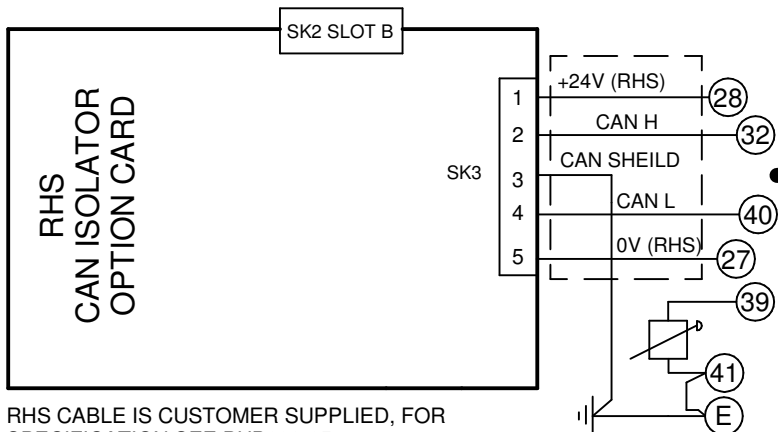 SK2 SLOT B
RHS
CAN ISOLATOR
OPTION CARD
SK3
1
+24V (RHS)
28
2
CAN H
32
3
CAN SHEILD
4
CAN L
40
5
0V (RHS)
27
39
41
E
RHS CABLE IS CUSTOMER SUPPLIED, FOR